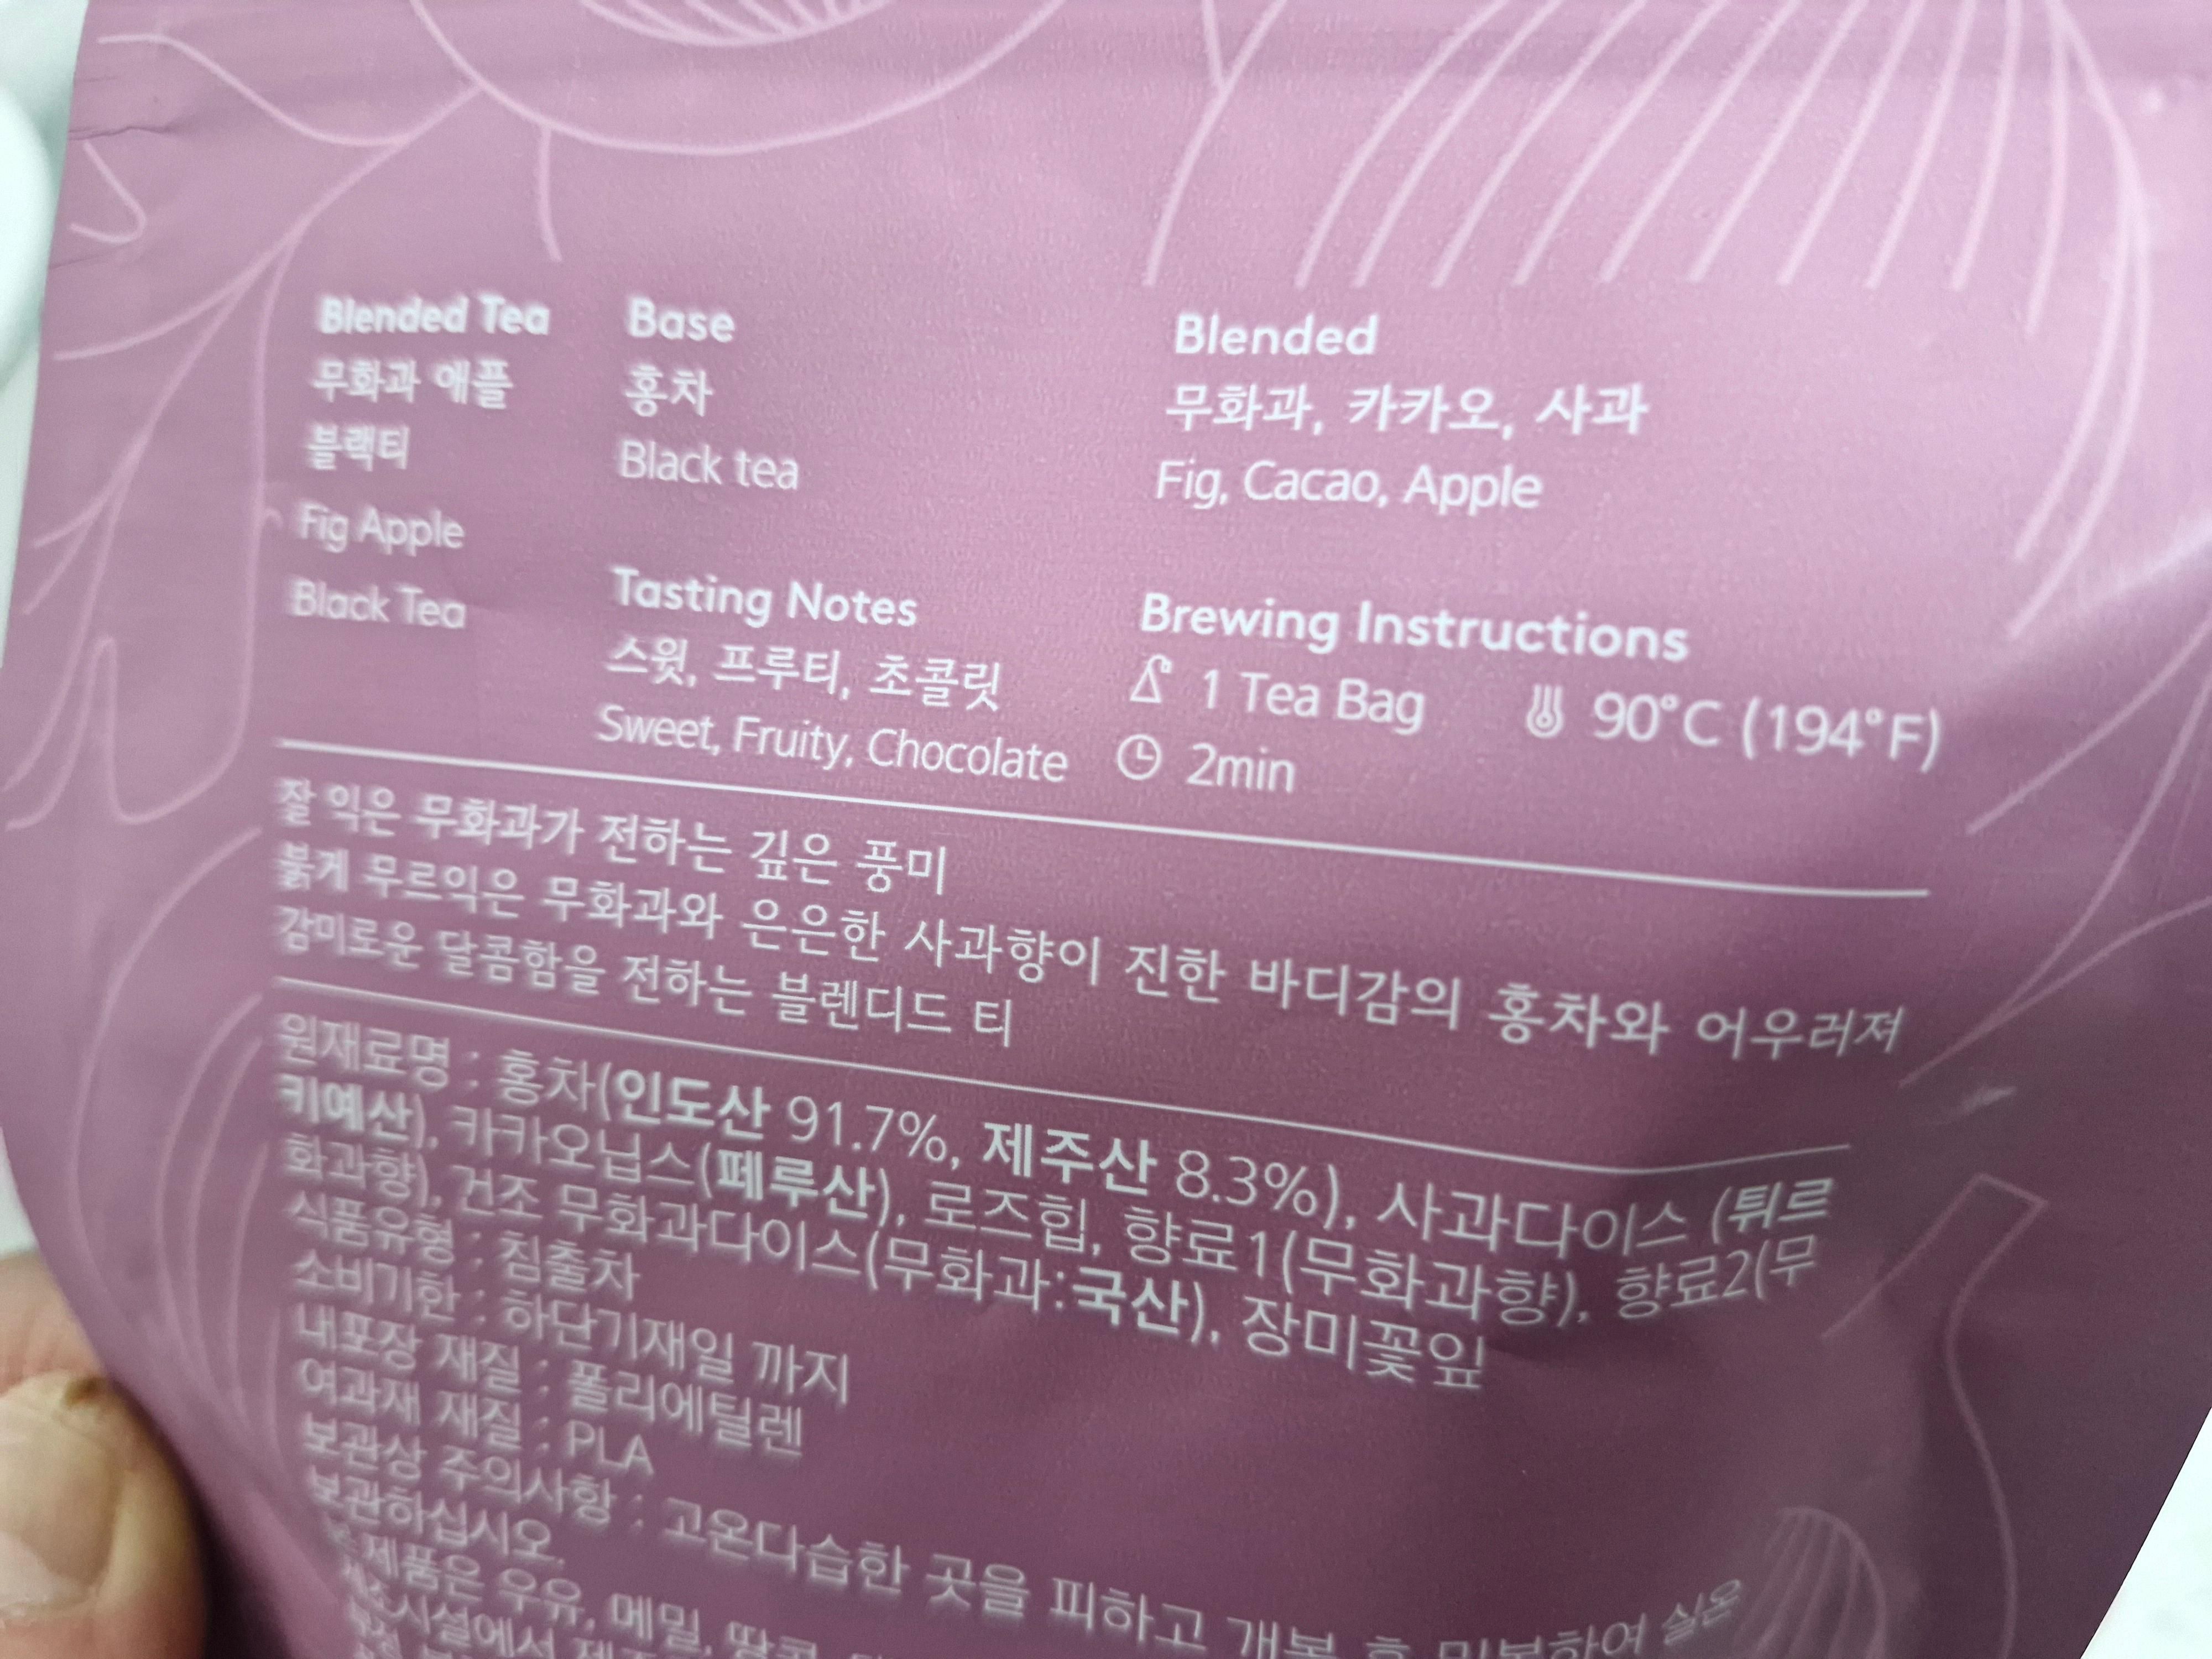 Blended Tea
무화과 애플
블랙티
Fig Apple
Black Tea
Base
홍차
Black tea
Blended
무화과, 카카오, 사과
Fig, Cacao, Apple
Tasting Notes
스윗, 프루티, 초콜릿
Sweet, Fruity, Chocolate
Brewing Instructions
1 Tea Bag 90°C (194°F)
2min
잘 익은 무화과가 전하는 깊은 풍미
붉게 무르익은 무화과와 은은한 사과향이 진한 바디감의 홍차와 어우러져
감미로운 달콤함을 전하는 블렌디드 티
원재료명 : 홍차(인도산 91.7%, 제주산 8.3%), 사과다이스 (튀르
키예산), 카카오닙스(페루산), 로즈힙, 향료1(무화과향), 향료2(무
화과향), 건조 무화과다이스(무화과:국산), 장미꽃잎
식품유형 : 침출차
소비기한 : 하단기재일 까지
내포장 재질 : 폴리에틸렌
여과재 재질 : PLA
보관상 주의사항 : 고온다습한 곳을 피하고 개봉 후 밀봉하여 실온
보관하십시오.
제품은 우유, 메밀, 땅콩,
시설에서 제조